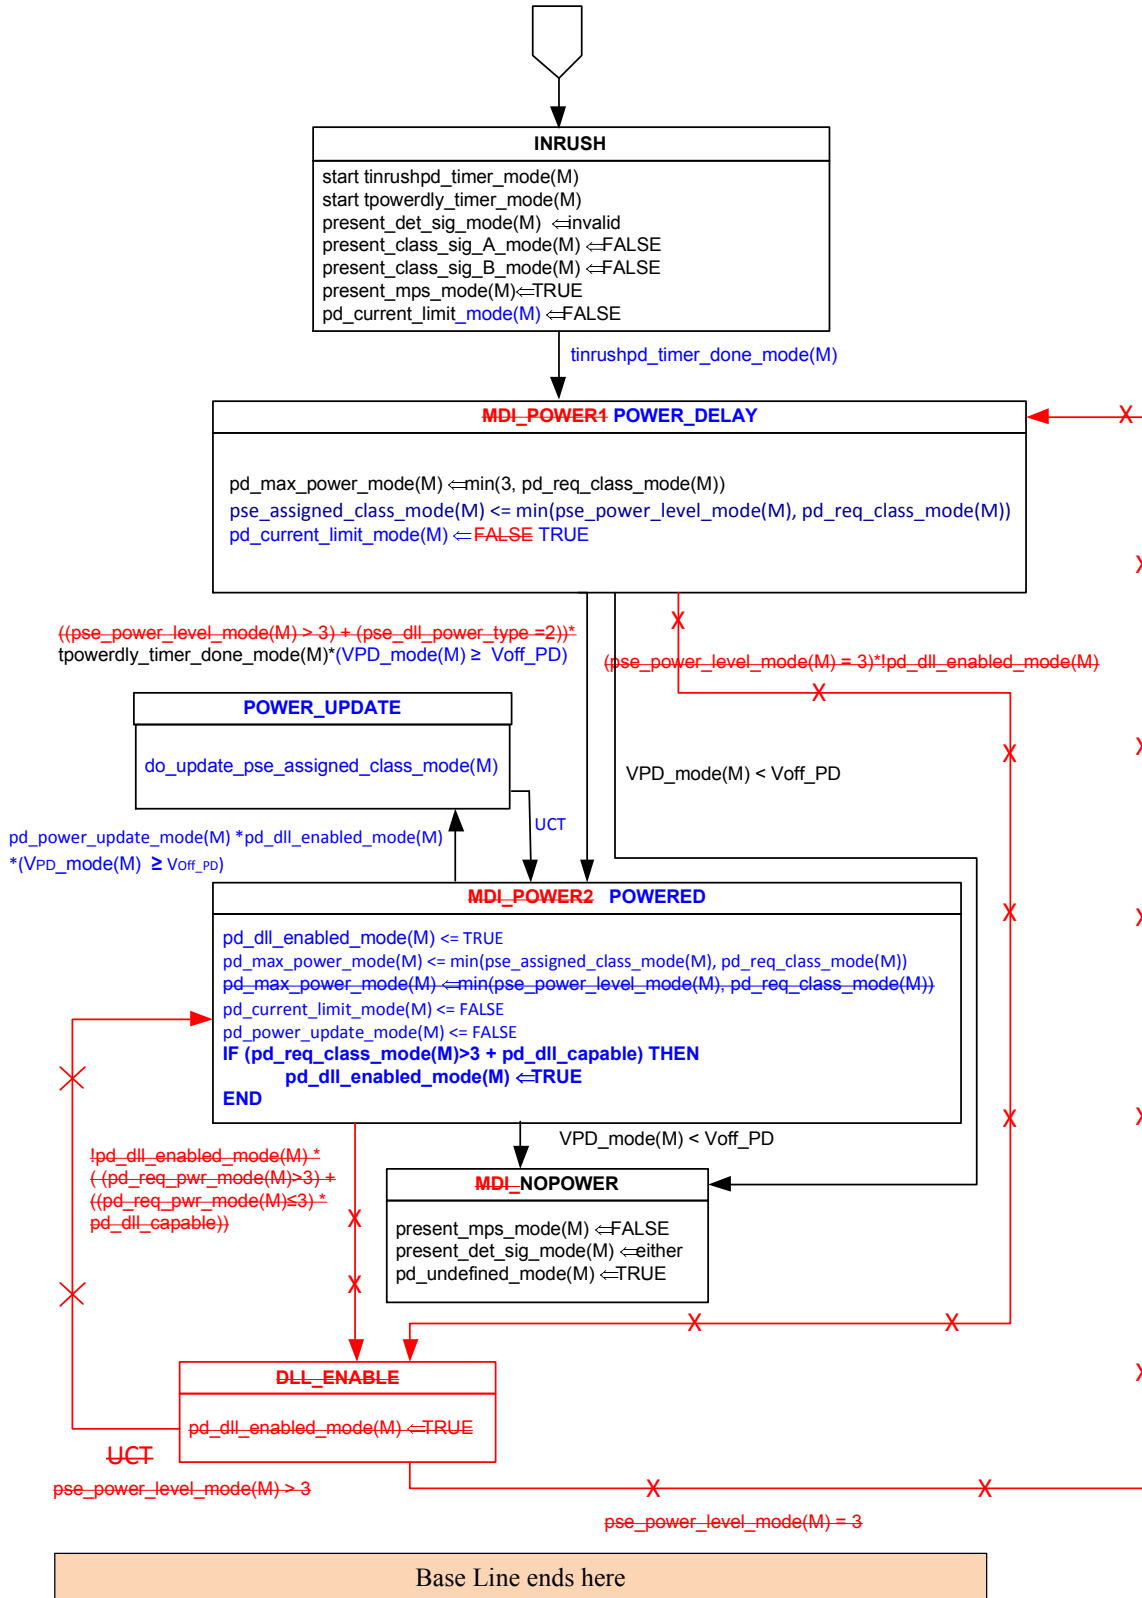 INRUSH
start tinrushpd_timer_mode(M)
start tpowerdly_timer_mode(M)
present_det_sig_mode(M) ⇐invalid
present_class_sig_A_mode(M) ⇐FALSE
present_class_sig_B_mode(M) ⇐FALSE
present_mps_mode(M)⇐TRUE
pd_current_limit_mode(M) ⇐FALSE
tinrushpd_timer_done_mode(M)
MDI_POWER1 POWER_DELAY
X
pd_max_power_mode(M) ⇐min(3, pd_req_class_mode(M))
pse_assigned_class_mode(M) <= min(pse_power_level_mode(M), pd_req_class_mode(M))
pd_current_limit_mode(M) ⇐FALSE TRUE
X
X
((pse_power_level_mode(M) > 3) + (pse_dll_power_type =2))*
tpowerdly_timer_done_mode(M)*(VPD_mode(M) ≥ Voff_PD)
(pse_power_level_mode(M) = 3)*!pd_dll_enabled_mode(M)
X
POWER_UPDATE
do_update_pse_assigned_class_mode(M)
VPD_mode(M) < Voff_PD
X
X
pd_power_update_mode(M) *pd_dll_enabled_mode(M)
*(VPD_mode(M) ≥ Voff_PD)
UCT
MDI_POWER2 POWERED
X
X
pd_dll_enabled_mode(M) <= TRUE
pd_max_power_mode(M) <= min(pse_assigned_class_mode(M), pd_req_class_mode(M))
pd_max_power_mode(M) ⇐min(pse_power_level_mode(M), pd_req_class_mode(M))
pd_current_limit_mode(M) <= FALSE
pd_power_update_mode(M) <= FALSE
IF (pd_req_class_mode(M)>3 + pd_dll_capable) THEN
pd_dll_enabled_mode(M) ⇐TRUE
END
X
X
X
VPD_mode(M) < Voff_PD
!pd_dll_enabled_mode(M) *
( (pd_req_pwr_mode(M)>3) +
((pd_req_pwr_mode(M)≤3) *
pd_dll_capable))
X
MDI_NOPOWER
present_mps_mode(M) ⇐FALSE
present_det_sig_mode(M) ⇐either
pd_undefined_mode(M) ⇐TRUE
X
X
X
X
DLL_ENABLE
X
pd_dll_enabled_mode(M) ⇐TRUE
UCT
pse_power_level_mode(M) > 3
X
X
pse_power_level_mode(M) = 3
Base Line ends here